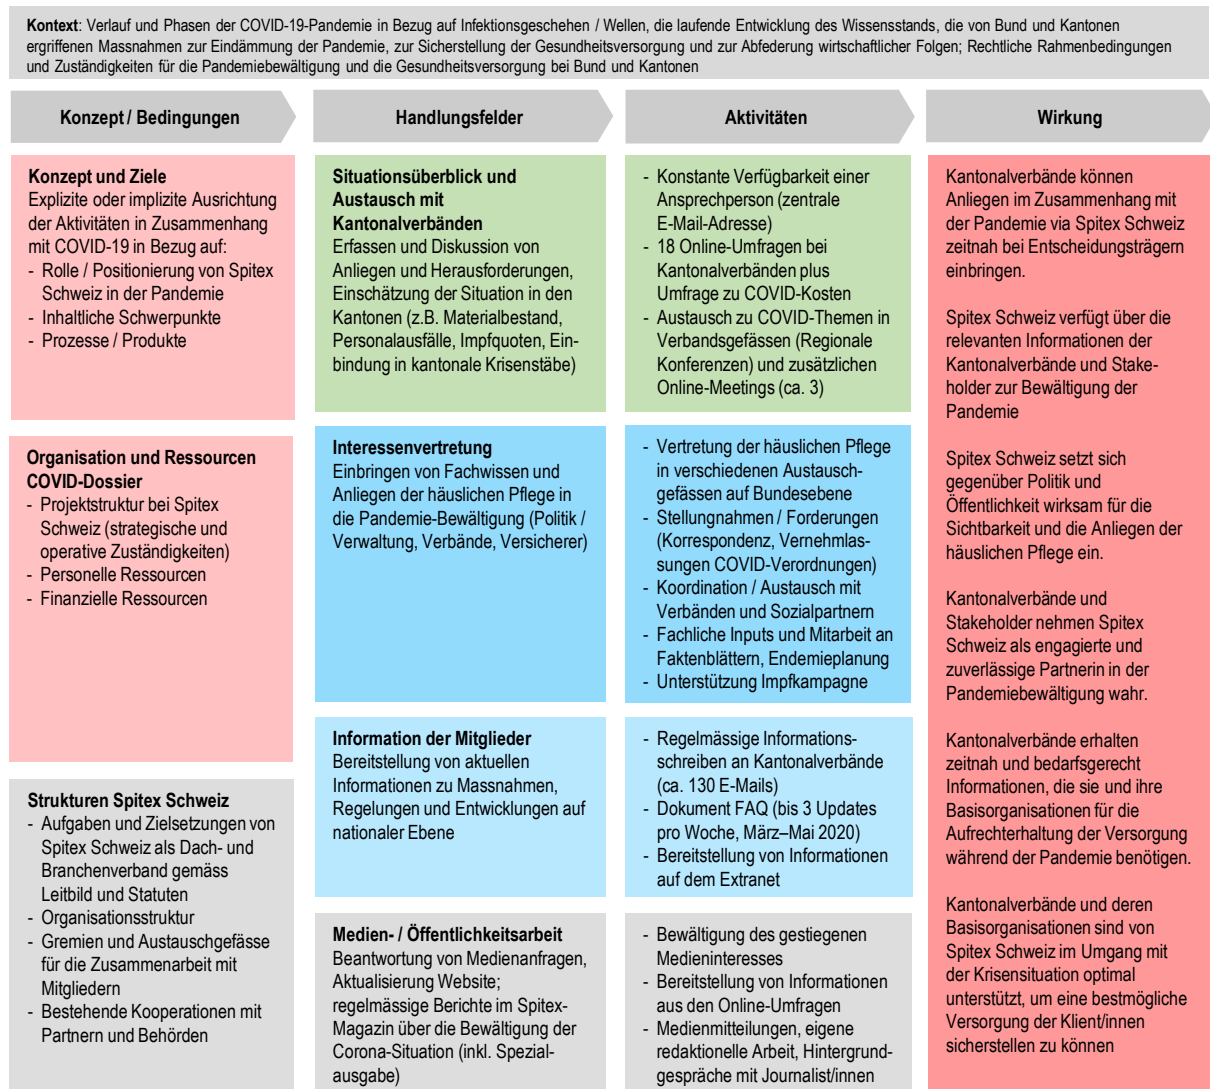 Kontext: Verlauf und Phasen der COVID-19-Pandemie in Bezug auf Infektionsgeschehen / Wellen, die laufende Entwicklung des Wissensstands, die von Bund und Kantonen
ergriffenen Massnahmen zur Eindämmung der Pandemie, zur Sicherstellung der Gesundheitsversorgung und zur Abfederung wirtschaftlicher Folgen; Rechtliche Rahmenbedingungen
und Zuständigkeiten für die Pandemiebewältigung und die Gesundheitsversorgung bei Bund und Kantonen
Konzept / Bedingungen
Konzept und Ziele
Explizite oder implizite Ausrichtung
der Aktivitäten in Zusammenhang
mit COVID-19 in Bezug auf:
- Rolle / Positionierung von Spitex
Schweiz in der Pandemie
- Inhaltliche Schwerpunkte
- Prozesse / Produkte
Organisation und Ressourcen
COVID-Dossier
- Projektstruktur bei Spitex
Schweiz (strategische und
operative Zuständigkeiten)
- Personelle Ressourcen
- Finanzielle Ressourcen
Strukturen Spitex Schweiz
- Aufgaben und Zielsetzungen von
Spitex Schweiz als Dach- und
Branchenverband gemäss
Leitbild und Statuten
- Organisationsstruktur
- Gremien und Austauschgefässe
für die Zusammenarbeit mit
Mitgliedern
- Bestehende Kooperationen mit
Partnern und Behörden
Handlungsfelder
Situationsüberblick und
Austausch mit
Kantonalverbänden
Erfassen und Diskussion von
Anliegen und Herausforderungen,
Einschätzung der Situation in den
Kantonen (z.B. Materialbestand,
Personalausfälle, Impfquoten, Ein-
bindung in kantonale Krisenstäbe)
Interessenvertretung
Einbringen von Fachwissen und
Anliegen der häuslichen Pflege in
die Pandemie-Bewältigung (Politik /
Verwaltung, Verbände, Versicherer)
Information der Mitglieder
Bereitstellung von aktuellen
Informationen zu Massnahmen,
Regelungen und Entwicklungen auf
nationaler Ebene
Medien- / Öffentlichkeitsarbeit
Beantwortung von Medienanfragen,
Aktualisierung Website;
regelmässige Berichte im Spitex-
Magazin über die Bewältigung der
Corona-Situation (inkl. Spezial-
ausgabe)
Aktivitäten
- Konstante Verfügbarkeit einer
Ansprechperson (zentrale
E-Mail-Adresse)
- 18 Online-Umfragen bei
Kantonalverbänden plus
Umfrage zu COVID-Kosten
- Austausch zu COVID-Themen in
Verbandsgefässen (Regionale
Konferenzen) und zusätzlichen
Online-Meetings (ca. 3)
- Vertretung der häuslichen Pflege
in verschiedenen Austausch-
gefässen auf Bundesebene
- Stellungnahmen / Forderungen
(Korrespondenz, Vernehmlas-
sungen COVID-Verordnungen)
- Koordination / Austausch mit
Verbänden und Sozialpartnern
- Fachliche Inputs und Mitarbeit an
Faktenblättern, Endemieplanung
- Unterstützung Impfkampagne
- Regelmässige Informations-
schreiben an Kantonalverbände
(ca. 130 E-Mails)
- Dokument FAQ (bis 3 Updates
pro Woche, März–Mai 2020)
- Bereitstellung von Informationen
auf dem Extranet
- Bewältigung des gestiegenen
Medieninteresses
- Bereitstellung von Informationen
aus den Online-Umfragen
- Medienmitteilungen, eigene
redaktionelle Arbeit, Hintergrund-
gespräche mit Journalist/innen
Wirkung
Kantonalverbände können
Anliegen im Zusammenhang mit
der Pandemie via Spitex Schweiz
zeitnah bei Entscheidungsträgern
einbringen.
Spitex Schweiz verfügt über die
relevanten Informationen der
Kantonalverbände und Stake-
holder zur Bewältigung der
Pandemie
Spitex Schweiz setzt sich
gegenüber Politik und
Öffentlichkeit wirksam für die
Sichtbarkeit und die Anliegen der
häuslichen Pflege ein.
Kantonalverbände und
Stakeholder nehmen Spitex
Schweiz als engagierte und
zuverlässige Partnerin in der
Pandemiebewältigung wahr.
Kantonalverbände erhalten
zeitnah und bedarfsgerecht
Informationen, die sie und ihre
Basisorganisationen für die
Aufrechterhaltung der Versorgung
während der Pandemie benötigen.
Kantonalverbände und deren
Basisorganisationen sind von
Spitex Schweiz im Umgang mit
der Krisensituation optimal
unterstützt, um eine bestmögliche
Versorgung der Klient/innen
sicherstellen zu können